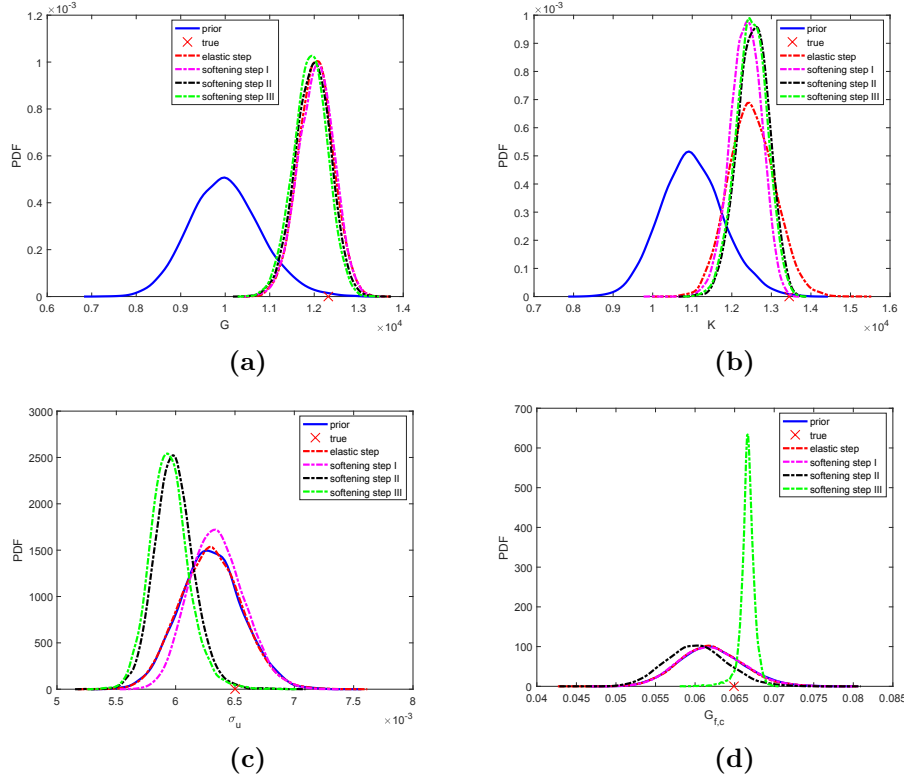 ×10-3
1.2
1
0.8
0.6
0.4
0.2
0
PDF
prior
true
elastic step
softening step I
softening step II
softening step III
0.6 0.7 0.8 0.9 1 1.1 1.2 1.3 1.4
G
×10^4
(a)
×10-3
1
0.9
0.8
0.7
0.6
0.5
0.4
0.3
0.2
0.1
0
PDF
prior
true
elastic step
softening step I
softening step II
softening step III
0.7 0.8 0.9 1 1.1 1.2 1.3 1.4 1.5 1.6
K
×10^4
(b)
3000
2500
2000
1500
1000
500
0
PDF
prior
true
elastic step
softening step I
softening step II
softening step III
5 5.5 6 6.5 7 7.5 8
σ_u
×10^-3
(c)
700
600
500
400
300
200
100
0
PDF
prior
true
elastic step
softening step I
softening step II
softening step III
0.04 0.045 0.05 0.055 0.06 0.065 0.07 0.075 0.08 0.085
G_f,c
(d)